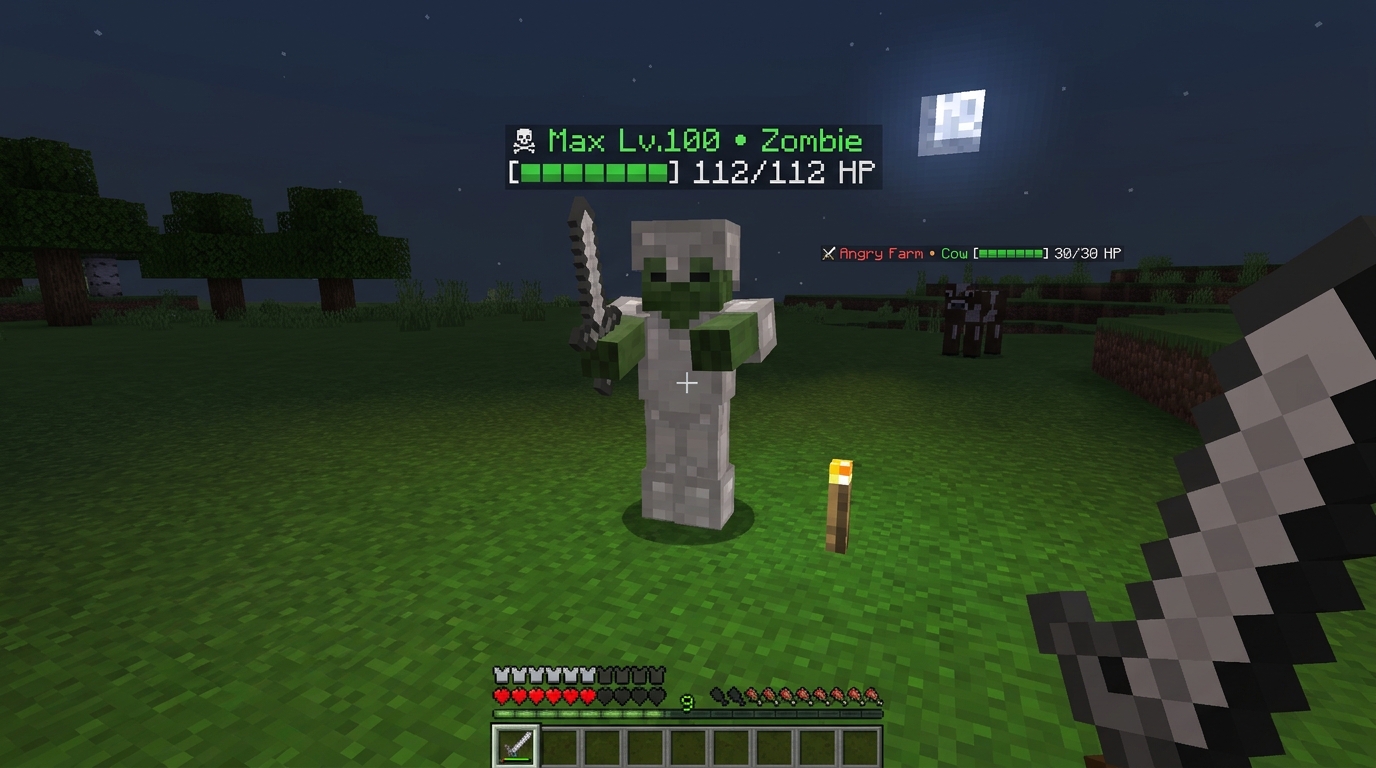 ☠ Max Lv.100 • Zombie
[] 112/112 HP
⚔ Angry Farm • Cow [] 30/30 HP
9